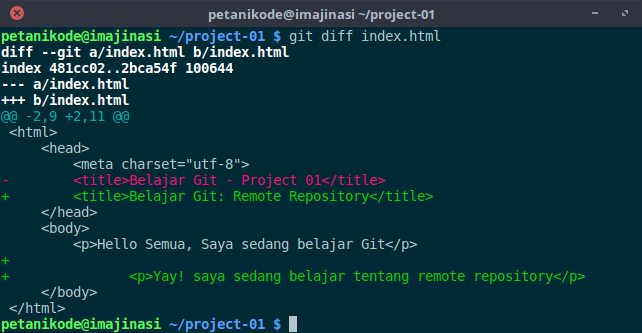 petanikode@imajinasi ~/project-01
petanikode@imajinasi ~/project-01 $ git diff index.html
diff --git a/index.html b/index.html
index 481cc02..2bca54f 100644
--- a/index.html
+++ b/index.html
@@ -2,9 +2,11 @@
 <html>
     <head>
         <meta charset="utf-8">
-        <title>Belajar Git - Project 01</title>
+        <title>Belajar Git: Remote Repository</title>
     </head>
     <body>
         <p>Hello Semua, Saya sedang belajar Git</p>
+
+               <p>Yay! saya sedang belajar tentang remote repository</p>
     </body>
 </html>
petanikode@imajinasi ~/project-01 $